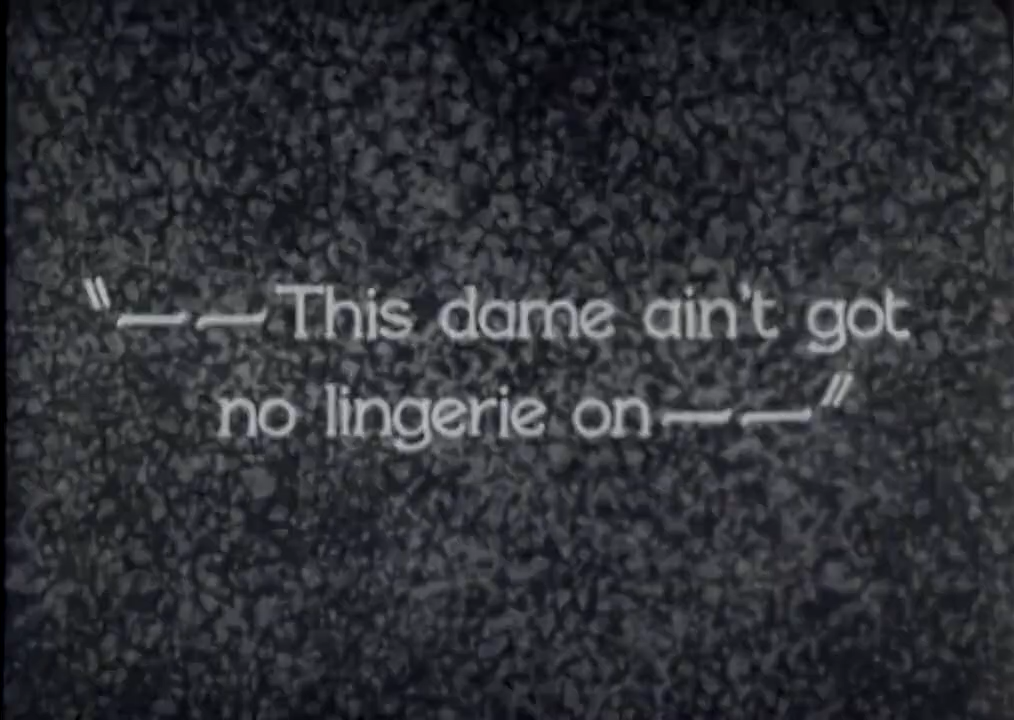 "— —This dame ain't got
no lingerie on— —"